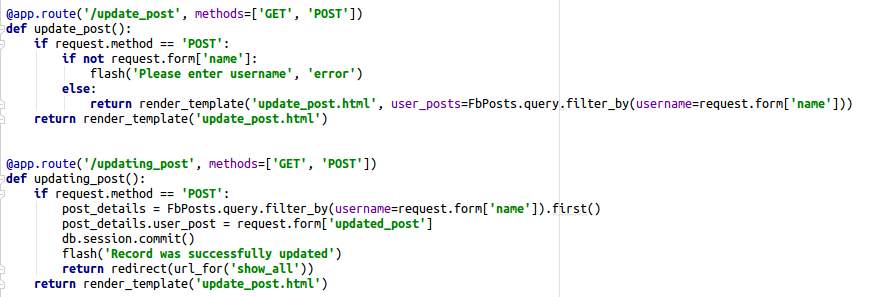 @app.route('/update_post', methods=['GET', 'POST'])
def update_post():
    if request.method == 'POST':
        if not request.form['name']:
            flash('Please enter username', 'error')
        else:
            return render_template('update_post.html', user_posts=FbPosts.query.filter_by(username=request.form['name']))
    return render_template('update_post.html')
@app.route('/updating_post', methods=['GET', 'POST'])
def updating_post():
    if request.method == 'POST':
        post_details = FbPosts.query.filter_by(username=request.form['name']).first()
        post_details.user_post = request.form['updated_post']
        db.session.commit()
        flash('Record was successfully updated')
        return redirect(url_for('show_all'))
    return render_template('update_post.html')